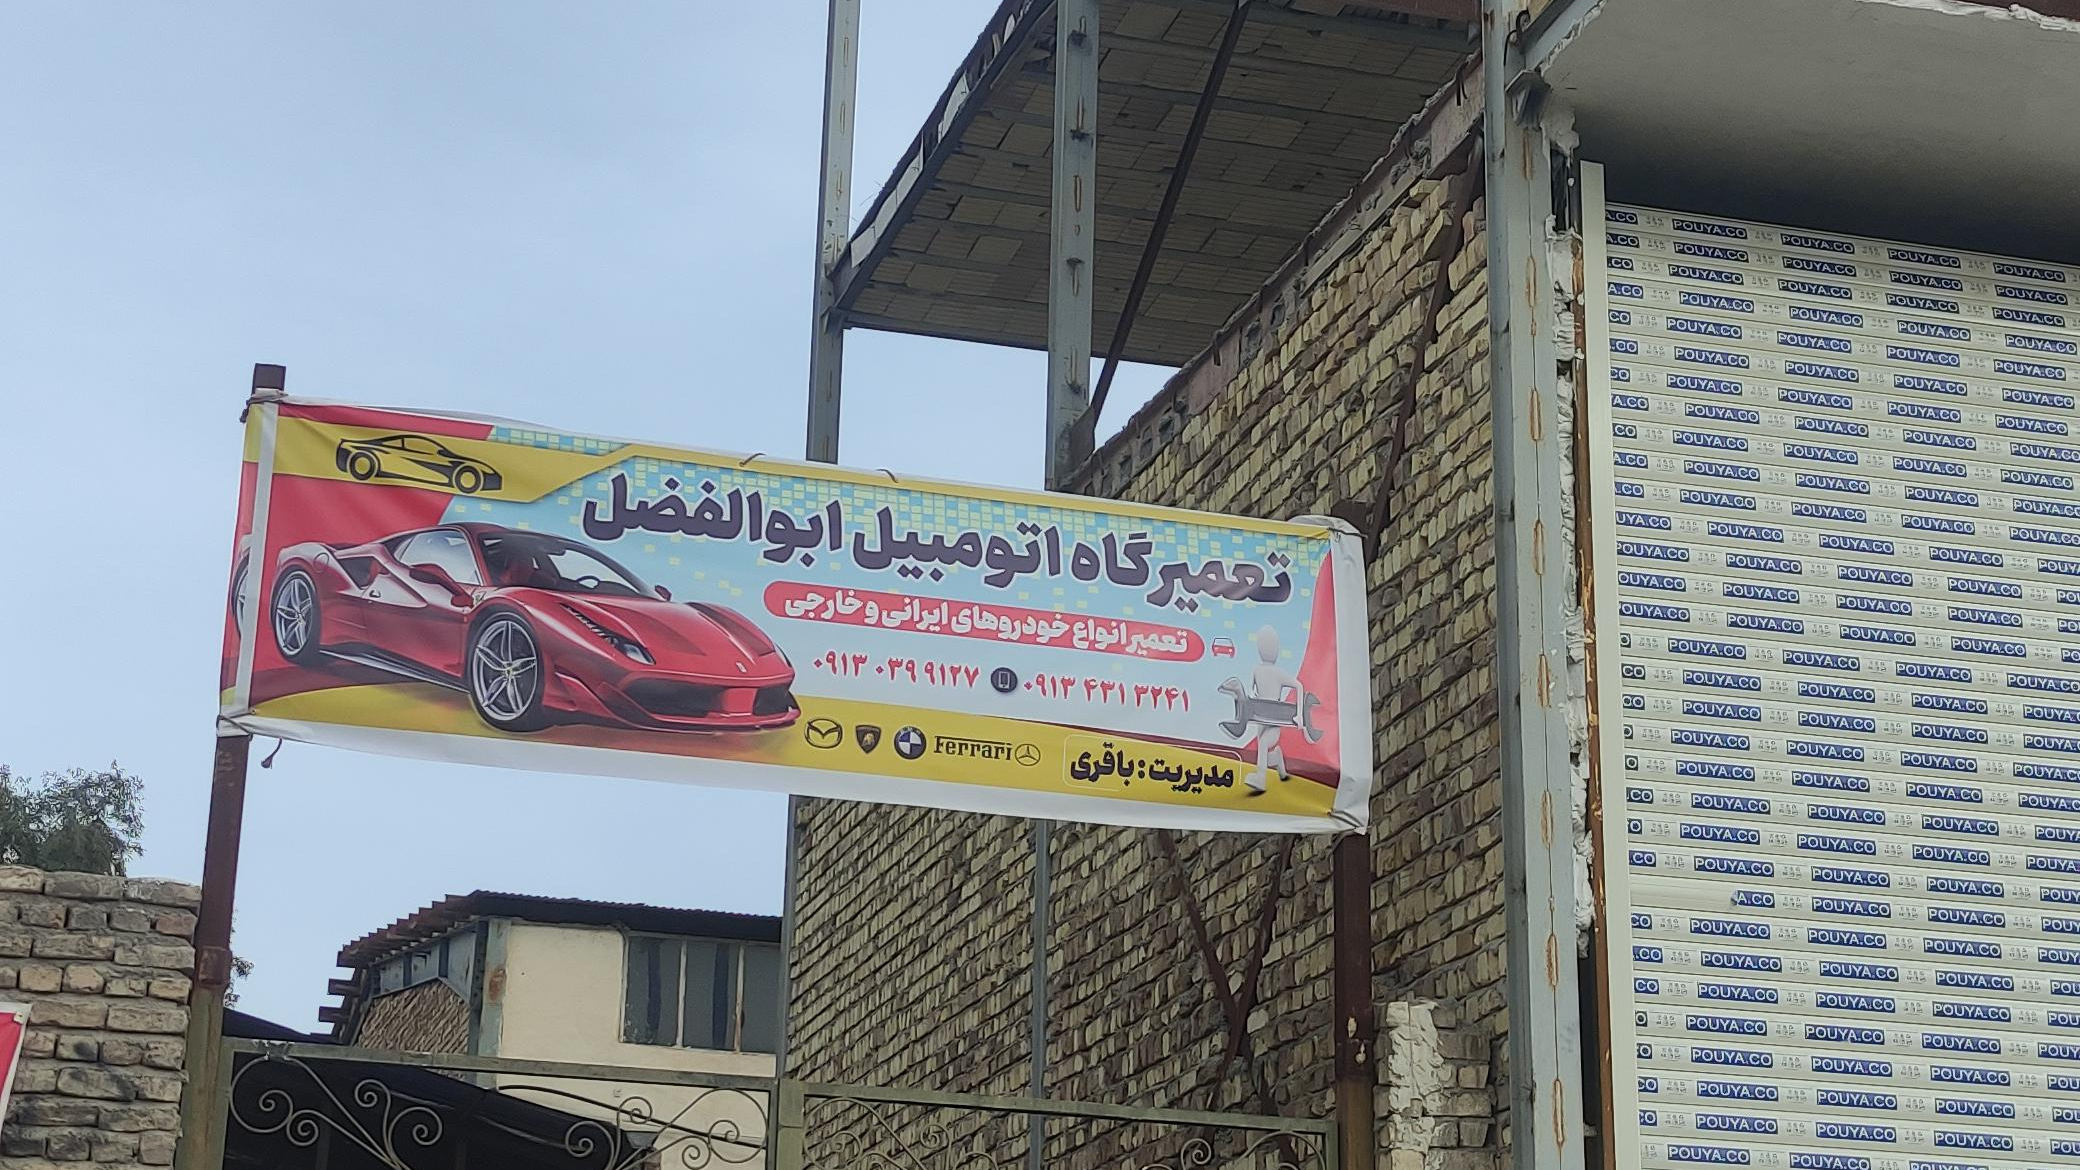 تعمیرگاه اتومبیل ابوالفضل
تعمیر انواع خودروهای ایرانی و خارجی
۰۹۱۳ ۴۳۱ ۳۲۴۱ ۰۹۱۳ ۰۳۹ ۹۱۲۷
مدیریت : باقری
Ferrari
POUYA.CO